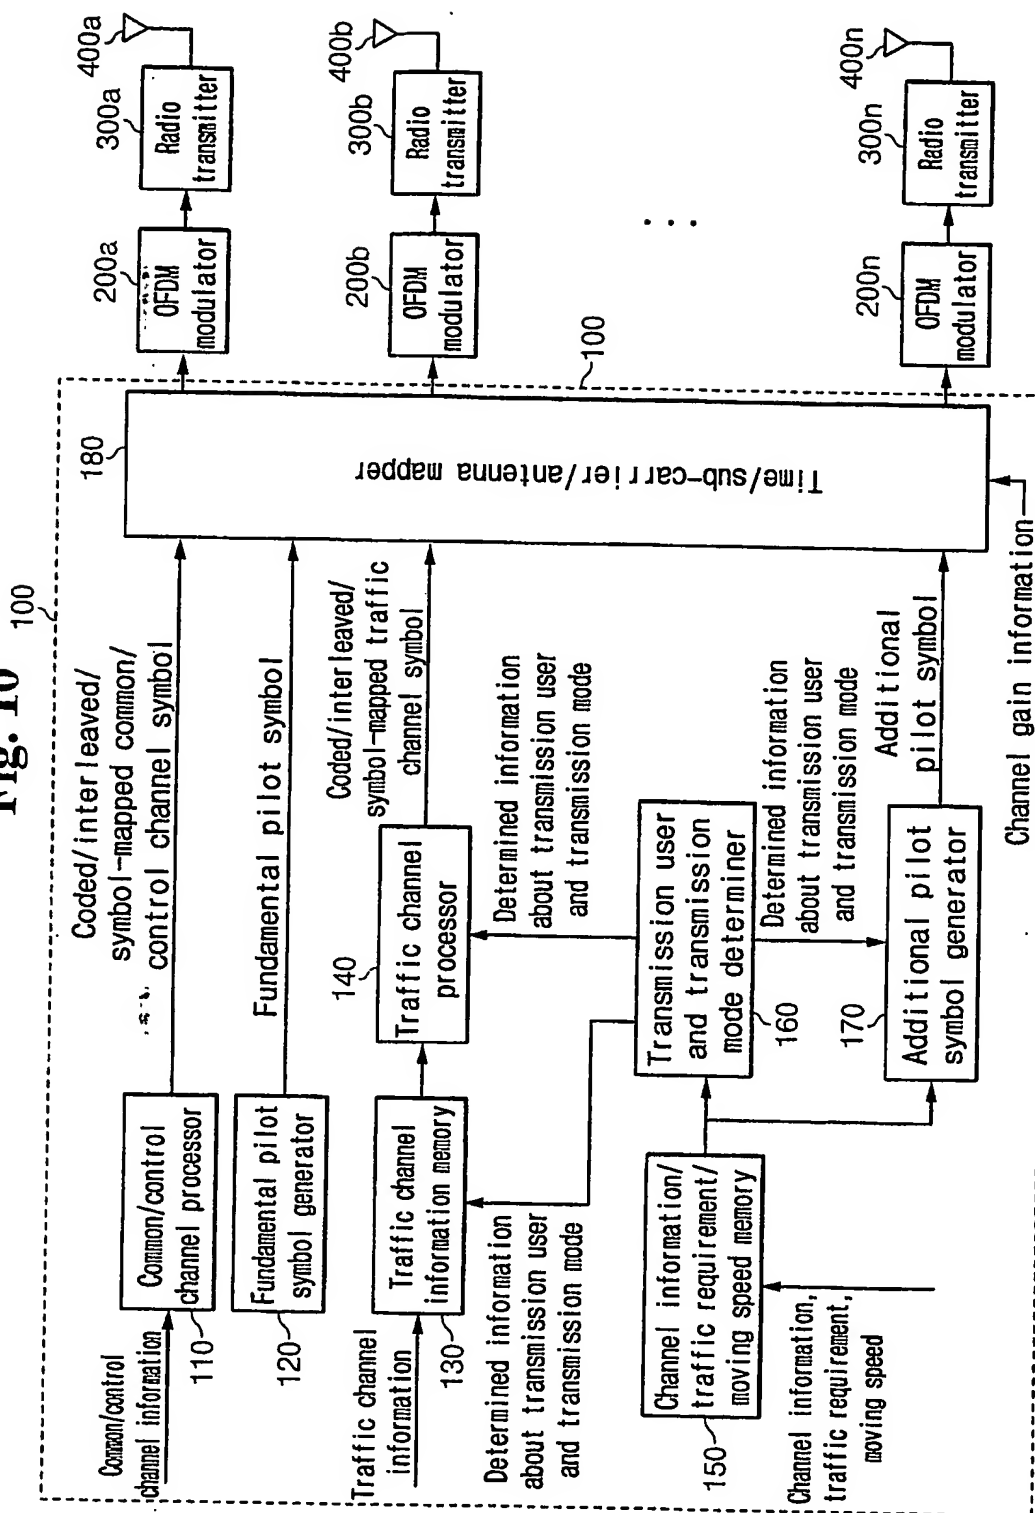 Fig. 10
100
Common/control
channel information
110
Common/control
channel processor
Coded/interleaved/
symbol-mapped common/
control channel symbol
120
Fundamental pilot
symbol generator
Fundamental pilot symbol
Traffic channel
information
130
Traffic channel
information memory
140
Traffic channel
processor
Coded/interleaved/
symbol-mapped traffic
channel symbol
Determined information
about transmission user
and transmission mode
Determined information
about transmission user
and transmission mode
150
Channel information/
traffic requirement/
moving speed memory
Channel information,
traffic requirement,
moving speed
Transmission user
and transmission
mode determiner
160
Determined information
about transmission user
and transmission mode
170
Additional pilot
symbol generator
Additional
pilot symbol
Channel gain information
180
Time/sub-carrier/antenna mapper
100
200a
OFDM
modulator
300a
Radio
transmitter
400a
200b
OFDM
modulator
300b
Radio
transmitter
400b
. . .
200n
OFDM
modulator
300n
Radio
transmitter
400n